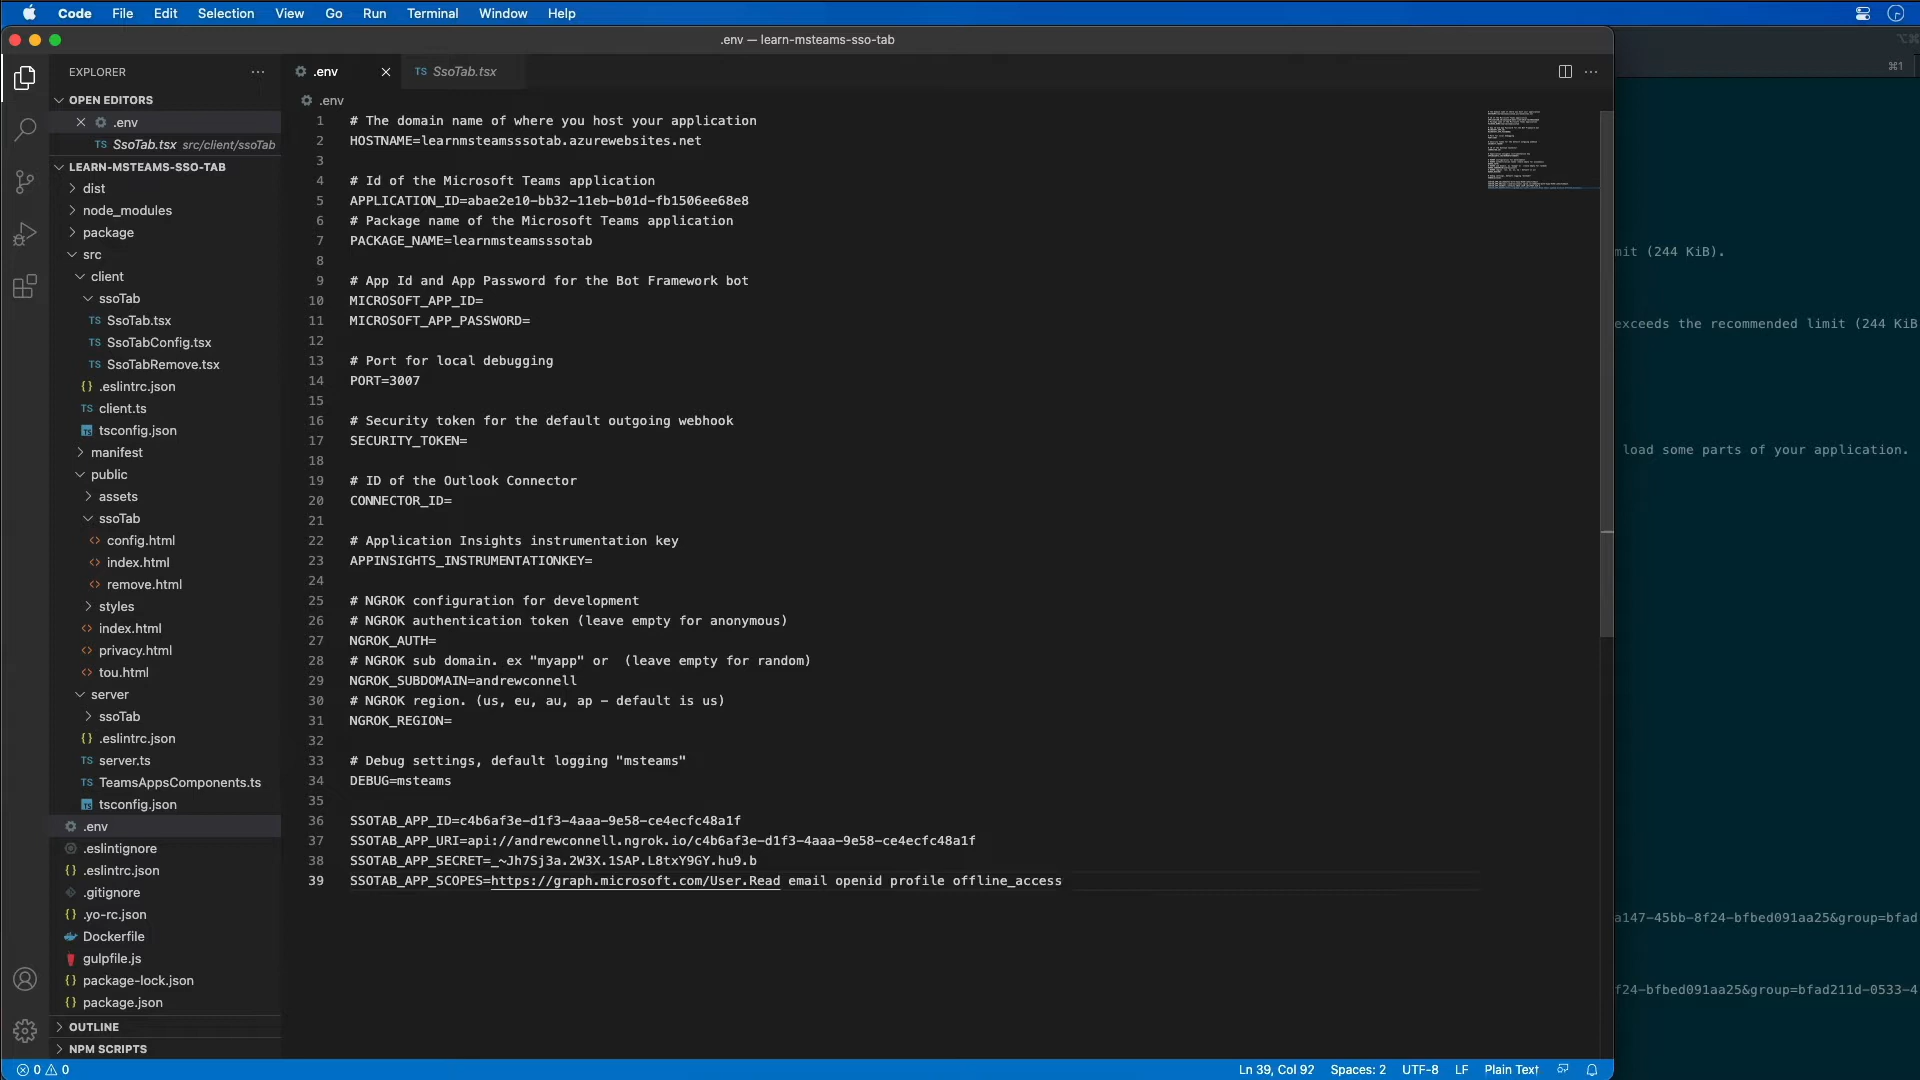 Code File Edit Selection View Go Run Terminal Window Help
.env — learn-msteams-sso-tab
⌘1
EXPLORER
OPEN EDITORS
.env
TS SsoTab.tsx src/client/ssoTab
LEARN-MSTEAMS-SSO-TAB
dist
node_modules
package
src
client
ssoTab
TS SsoTab.tsx
TS SsoTabConfig.tsx
TS SsoTabRemove.tsx
{} .eslintrc.json
TS client.ts
tsconfig.json
manifest
public
assets
ssoTab
<> config.html
<> index.html
<> remove.html
styles
<> index.html
<> privacy.html
<> tou.html
server
ssoTab
{} .eslintrc.json
TS server.ts
TS TeamsAppsComponents.ts
tsconfig.json
.env
.eslintignore
{} .eslintrc.json
.gitignore
{} .yo-rc.json
Dockerfile
gulpfile.js
{} package-lock.json
{} package.json
OUTLINE
NPM SCRIPTS
.env
TS SsoTab.tsx
.env
1 # The domain name of where you host your application
2 HOSTNAME=learnmsteamsssotab.azurewebsites.net
3
4 # Id of the Microsoft Teams application
5 APPLICATION_ID=abae2e10-bb32-11eb-b01d-fb1506ee68e8
6 # Package name of the Microsoft Teams application
7 PACKAGE_NAME=learnmsteamsssotab
8
9 # App Id and App Password for the Bot Framework bot
10 MICROSOFT_APP_ID=
11 MICROSOFT_APP_PASSWORD=
12
13 # Port for local debugging
14 PORT=3007
15
16 # Security token for the default outgoing webhook
17 SECURITY_TOKEN=
18
19 # ID of the Outlook Connector
20 CONNECTOR_ID=
21
22 # Application Insights instrumentation key
23 APPINSIGHTS_INSTRUMENTATIONKEY=
24
25 # NGROK configuration for development
26 # NGROK authentication token (leave empty for anonymous)
27 NGROK_AUTH=
28 # NGROK sub domain. ex "myapp" or  (leave empty for random)
29 NGROK_SUBDOMAIN=andrewconnell
30 # NGROK region. (us, eu, au, ap – default is us)
31 NGROK_REGION=
32
33 # Debug settings, default logging "msteams"
34 DEBUG=msteams
35
36 SSOTAB_APP_ID=c4b6af3e-d1f3-4aaa-9e58-ce4ecfc48a1f
37 SSOTAB_APP_URI=api://andrewconnell.ngrok.io/c4b6af3e-d1f3-4aaa-9e58-ce4ecfc48a1f
38 SSOTAB_APP_SECRET=_~Jh7Sj3a.2W3X.1SAP.L8txY9GY.hu9.b
39 SSOTAB_APP_SCOPES=https://graph.microsoft.com/User.Read email openid profile offline_access
mit (244 KiB).
exceeds the recommended limit (244 KiB
load some parts of your application.
a147-45bb-8f24-bfbed091aa25&group=bfad
f24-bfbed091aa25&group=bfad211d-0533-4
0 0
Ln 39, Col 92 Spaces: 2 UTF-8 LF Plain Text